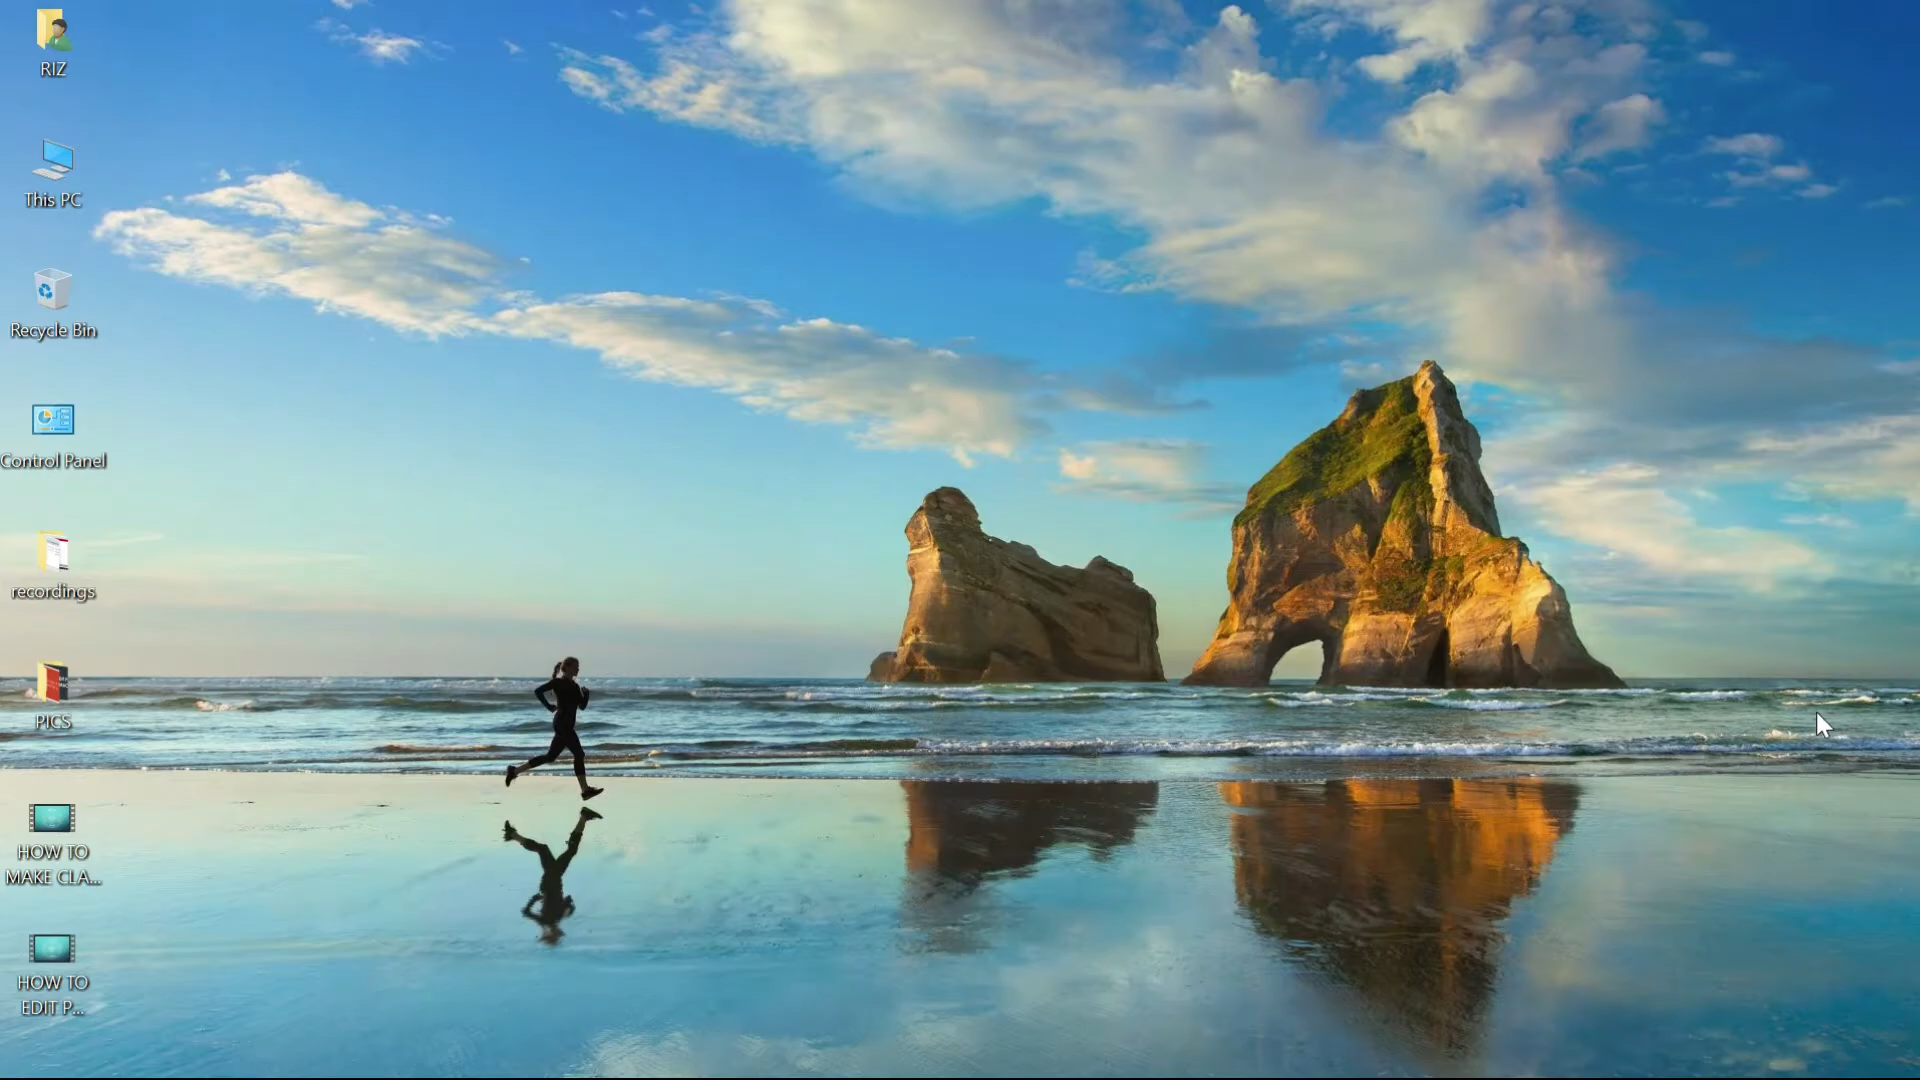 RIZ
This PC
Recycle Bin
Control Panel
recordings
PICS
HOW TO
MAKE CLA...
HOW TO
EDIT P...